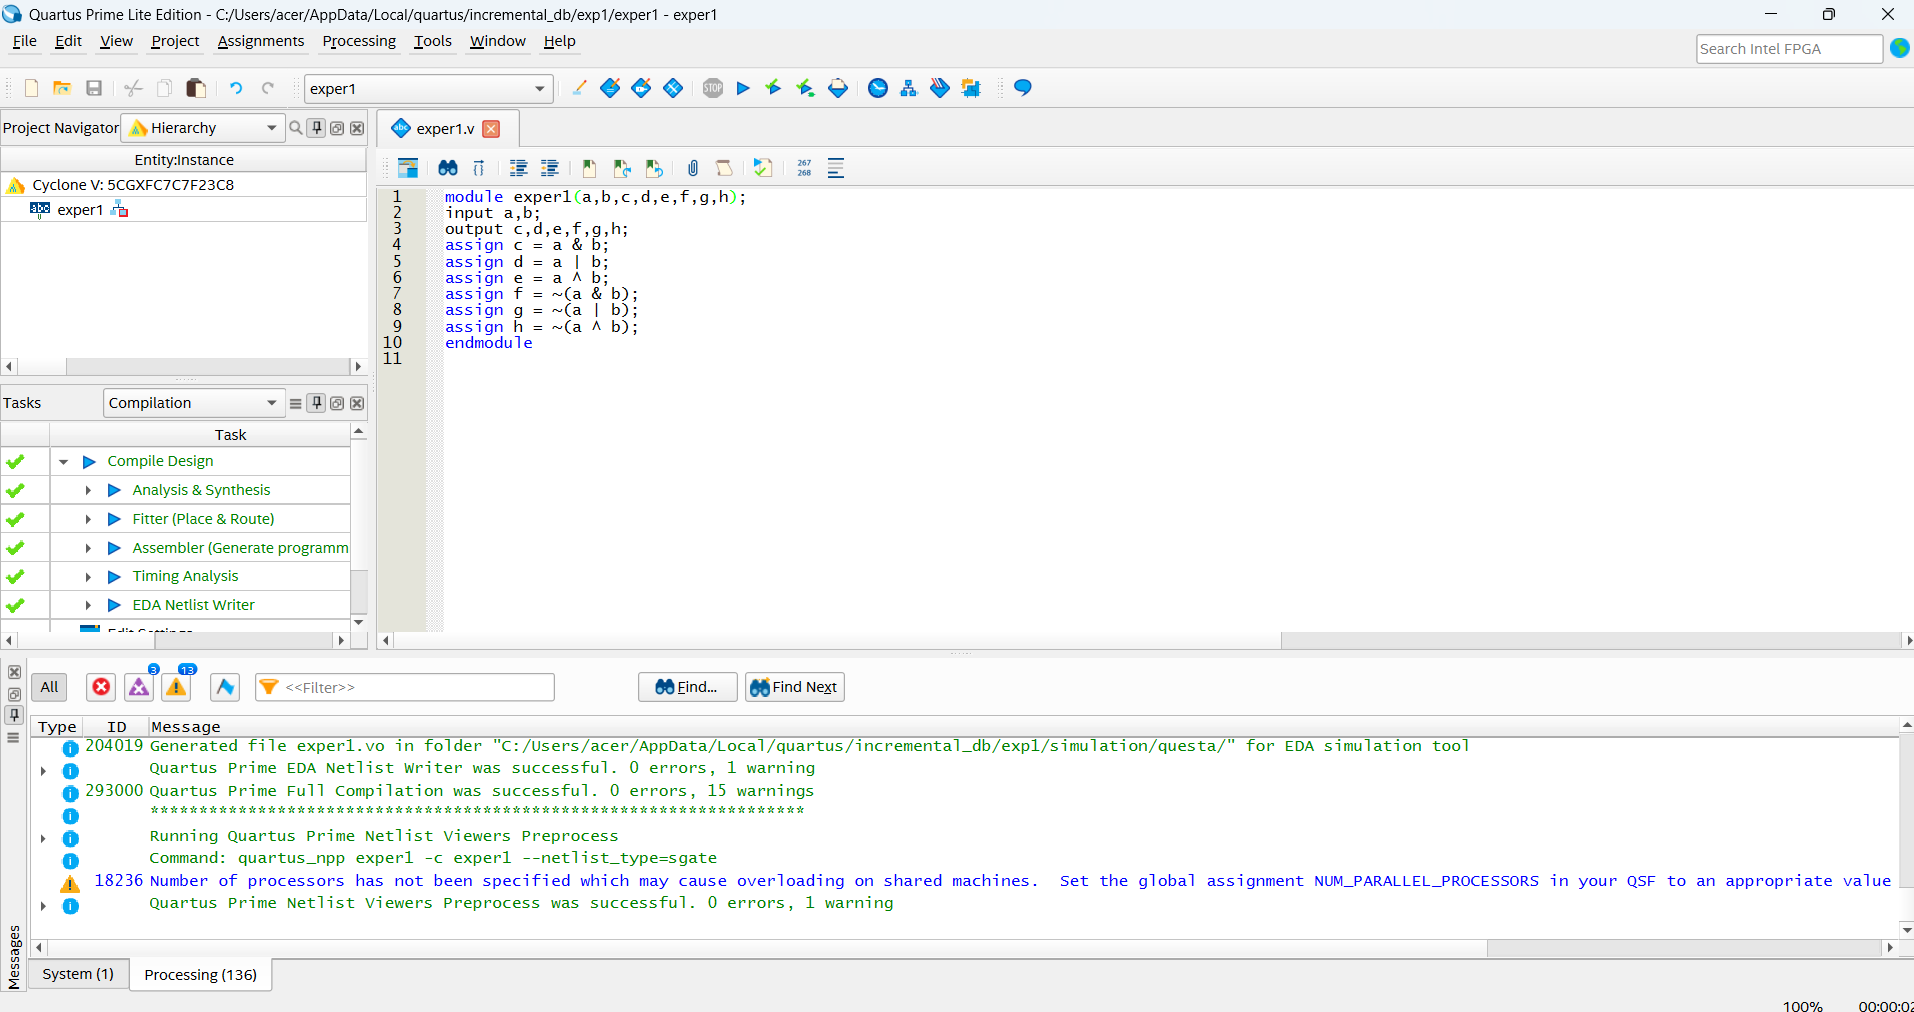 Quartus Prime Lite Edition - C:/Users/acer/AppData/Local/quartus/incremental_db/exp1/exper1 - exper1
File Edit View Project Assignments Processing Tools Window Help
Search Intel FPGA
exper1
STOP
Project Navigator Hierarchy
Entity:Instance
Cyclone V: 5CGXFC7C7F23C8
abc exper1
abc exper1.v
267
268
1 module exper1(a,b,c,d,e,f,g,h);
2 input a,b;
3 output c,d,e,f,g,h;
4 assign c = a & b;
5 assign d = a | b;
6 assign e = a ^ b;
7 assign f = ~(a & b);
8 assign g = ~(a | b);
9 assign h = ~(a ^ b);
10 endmodule
11
Tasks Compilation
Task
Compile Design
Analysis & Synthesis
Fitter (Place & Route)
Assembler (Generate programm
Timing Analysis
EDA Netlist Writer
Edit Settings
3 13
All <<Filter>> Find... Find Next
Type ID Message
204019 Generated file exper1.vo in folder "C:/Users/acer/AppData/Local/quartus/incremental_db/exp1/simulation/questa/" for EDA simulation tool
Quartus Prime EDA Netlist Writer was successful. 0 errors, 1 warning
293000 Quartus Prime Full Compilation was successful. 0 errors, 15 warnings
*******************************************************************
Running Quartus Prime Netlist Viewers Preprocess
Command: quartus_npp exper1 -c exper1 --netlist_type=sgate
18236 Number of processors has not been specified which may cause overloading on shared machines.  Set the global assignment NUM_PARALLEL_PROCESSORS in your QSF to an appropriate value
Quartus Prime Netlist Viewers Preprocess was successful. 0 errors, 1 warning
Messages
System (1) Processing (136)
100% 00:00:02